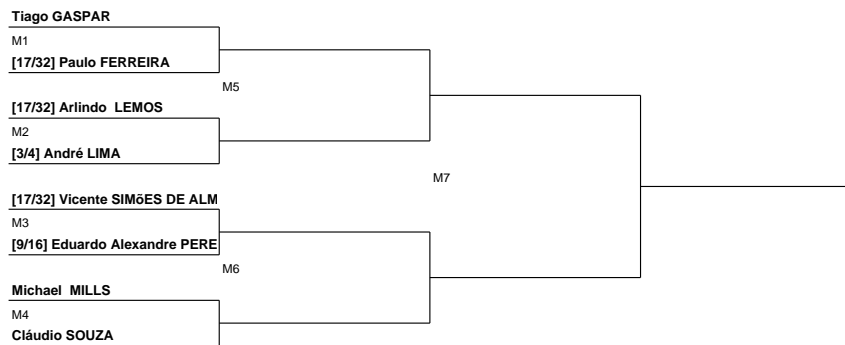 Tiago GASPAR
M1
[17/32] Paulo FERREIRA
M5
[17/32] Arlindo LEMOS
M2
[3/4] André LIMA
M7
[17/32] Vicente SIMõES DE ALM
M3
[9/16] Eduardo Alexandre PERE
M6
Michael MILLS
M4
Cláudio SOUZA